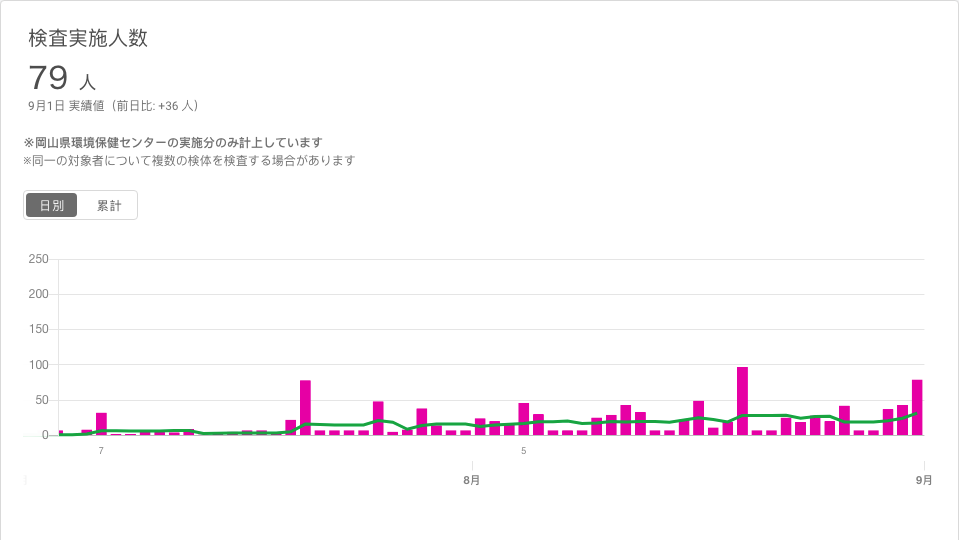 検査実施人数
79 人
9月1日 実績値（前日比: +36 人）
※岡山県環境保健センターの実施分のみ計上しています
※同一の対象者について複数の検体を検査する場合があります
日別 累計
250
200
150
100
50
0
7 5
8月 9月